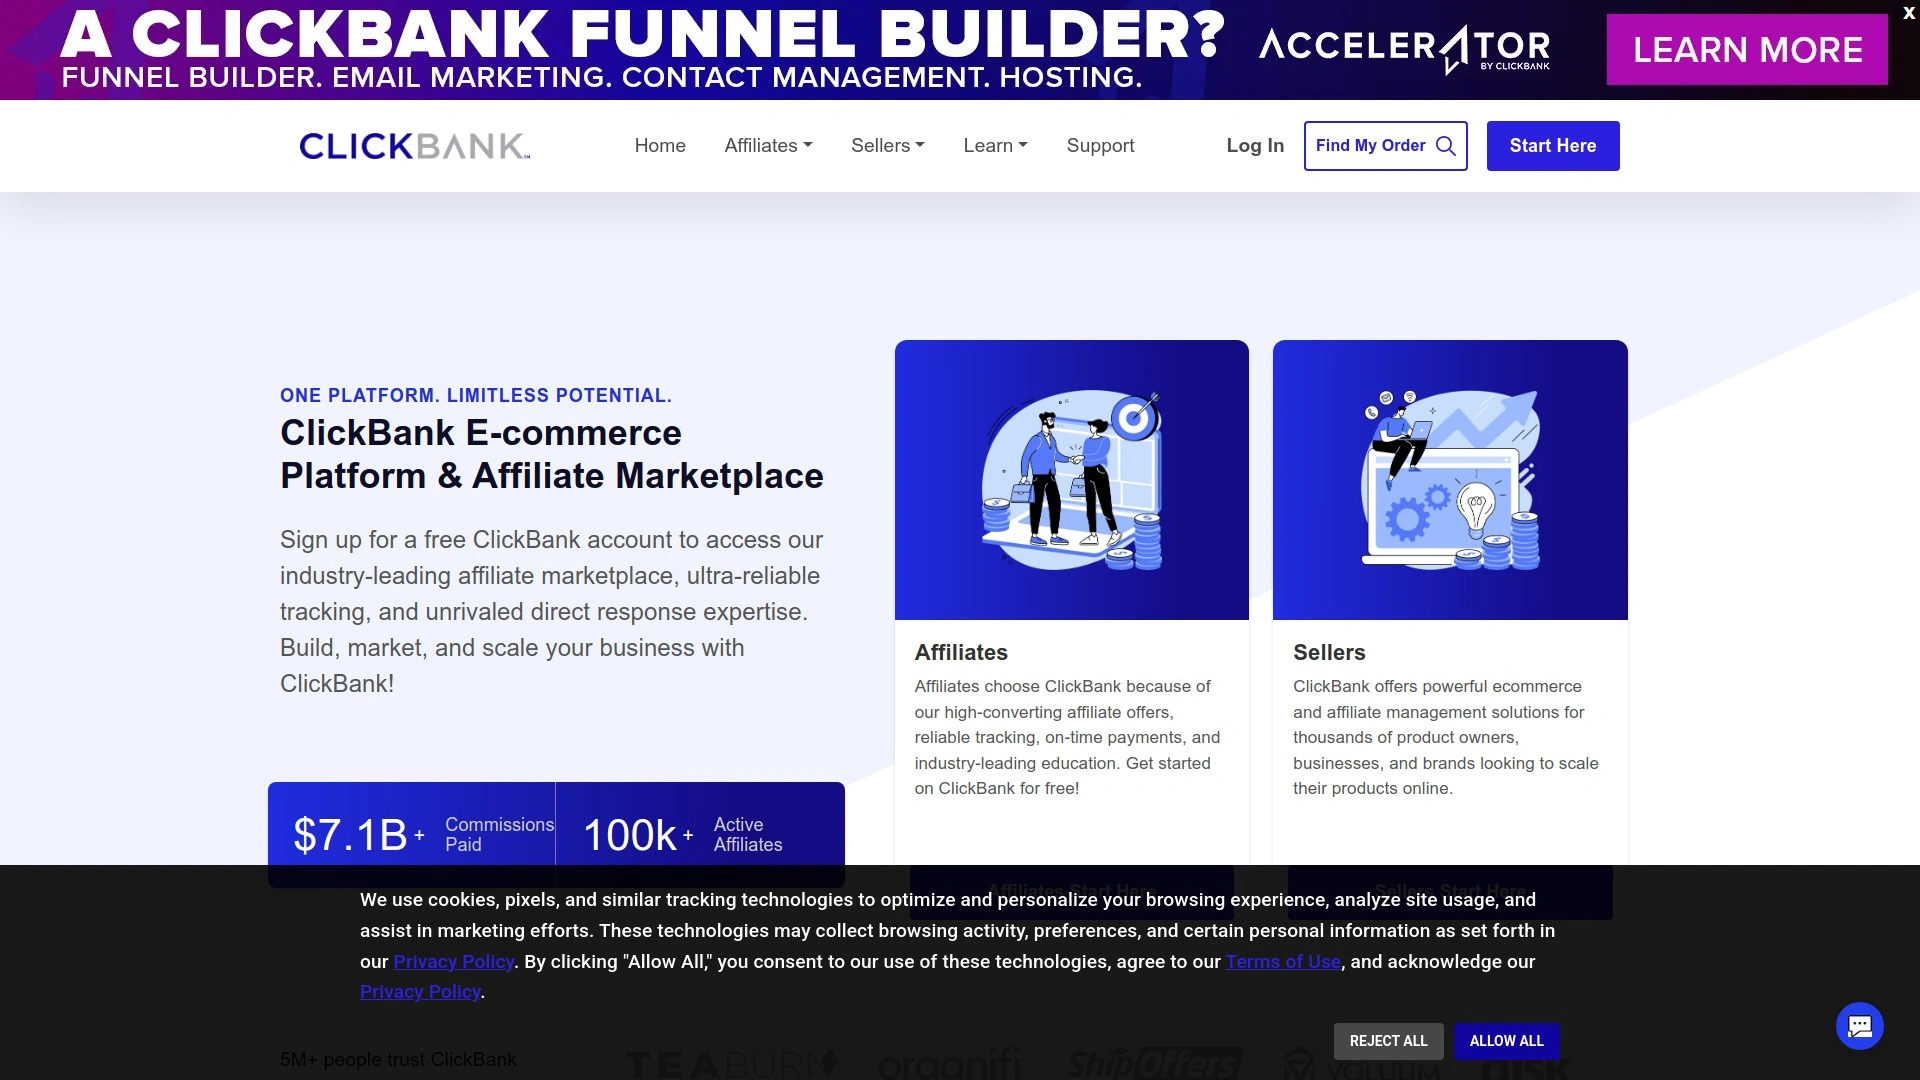 A CLICKBANK FUNNEL BUILDER?
FUNNEL BUILDER. EMAIL MARKETING. CONTACT MANAGEMENT. HOSTING.
ACCELERATOR
BY CLICKBANK
LEARN MORE
X
CLICKBANK
Home
Affiliates
Sellers
Learn
Support
Log In
Find My Order
Start Here
ONE PLATFORM. LIMITLESS POTENTIAL.
ClickBank E-commerce
Platform & Affiliate Marketplace
Sign up for a free ClickBank account to access our
industry-leading affiliate marketplace, ultra-reliable
tracking, and unrivaled direct response expertise.
Build, market, and scale your business with
ClickBank!
$7.1B+ Commissions Paid
100k+ Active Affiliates
Affiliates
Affiliates choose ClickBank because of
our high-converting affiliate offers,
reliable tracking, on-time payments, and
industry-leading education. Get started
on ClickBank for free!
Affiliates Start Here
Sellers
ClickBank offers powerful ecommerce
and affiliate management solutions for
thousands of product owners,
businesses, and brands looking to scale
their products online.
Sellers Start Here
We use cookies, pixels, and similar tracking technologies to optimize and personalize your browsing experience, analyze site usage, and
assist in marketing efforts. These technologies may collect browsing activity, preferences, and certain personal information as set forth in
our Privacy Policy. By clicking "Allow All," you consent to our use of these technologies, agree to our Terms of Use, and acknowledge our
Privacy Policy.
REJECT ALL
ALLOW ALL
5M+ people trust ClickBank
TEABURN
organifi
ShipOffers
VOLUUM